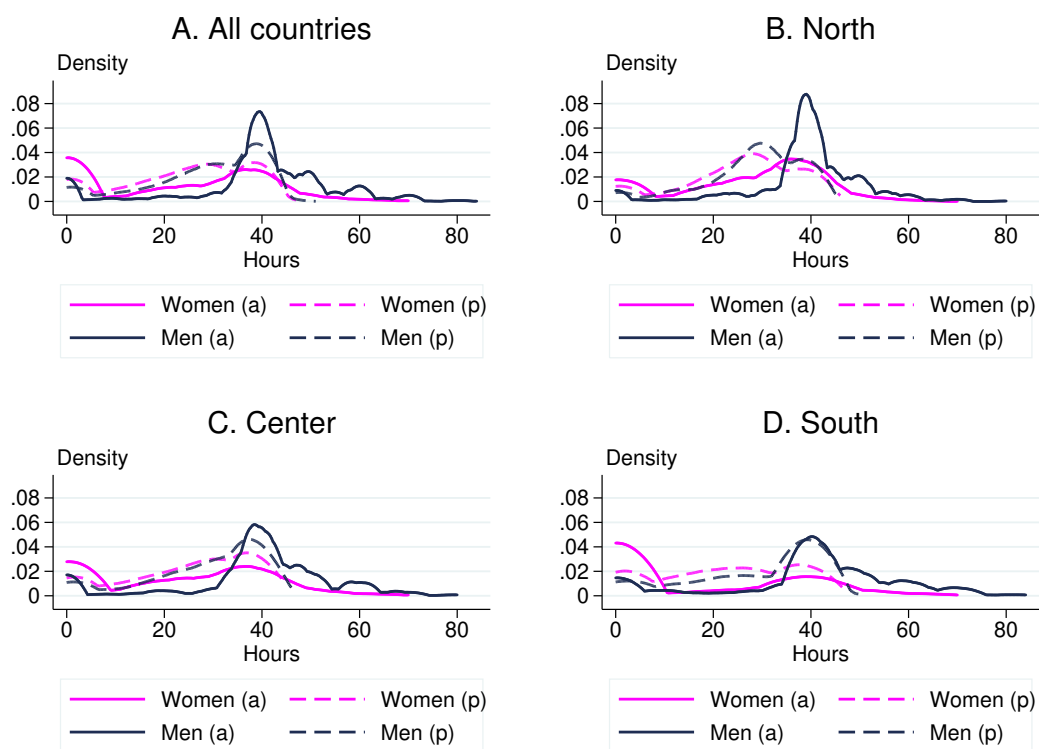 A. All countries
Density
.08
.06
.04
.02
0
0 20 40 60 80
Hours
Women (a) Women (p)
Men (a) Men (p)
B. North
Density
.08
.06
.04
.02
0
0 20 40 60 80
Hours
Women (a) Women (p)
Men (a) Men (p)
C. Center
Density
.08
.06
.04
.02
0
0 20 40 60 80
Hours
Women (a) Women (p)
Men (a) Men (p)
D. South
Density
.08
.06
.04
.02
0
0 20 40 60 80
Hours
Women (a) Women (p)
Men (a) Men (p)